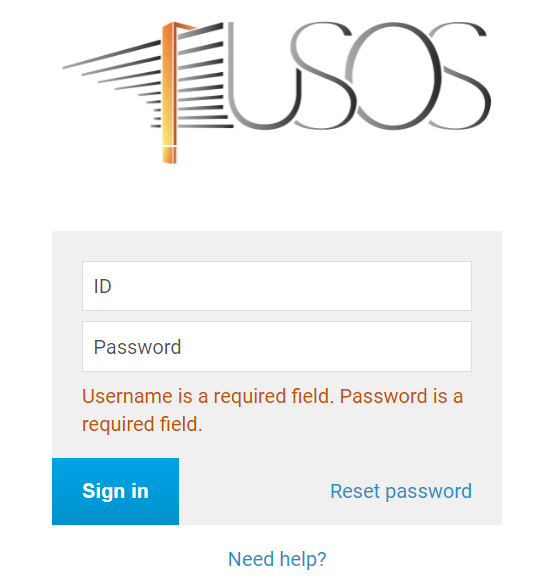 USOS
ID
Password
Username is a required field. Password is a
required field.
Sign in
Reset password
Need help?